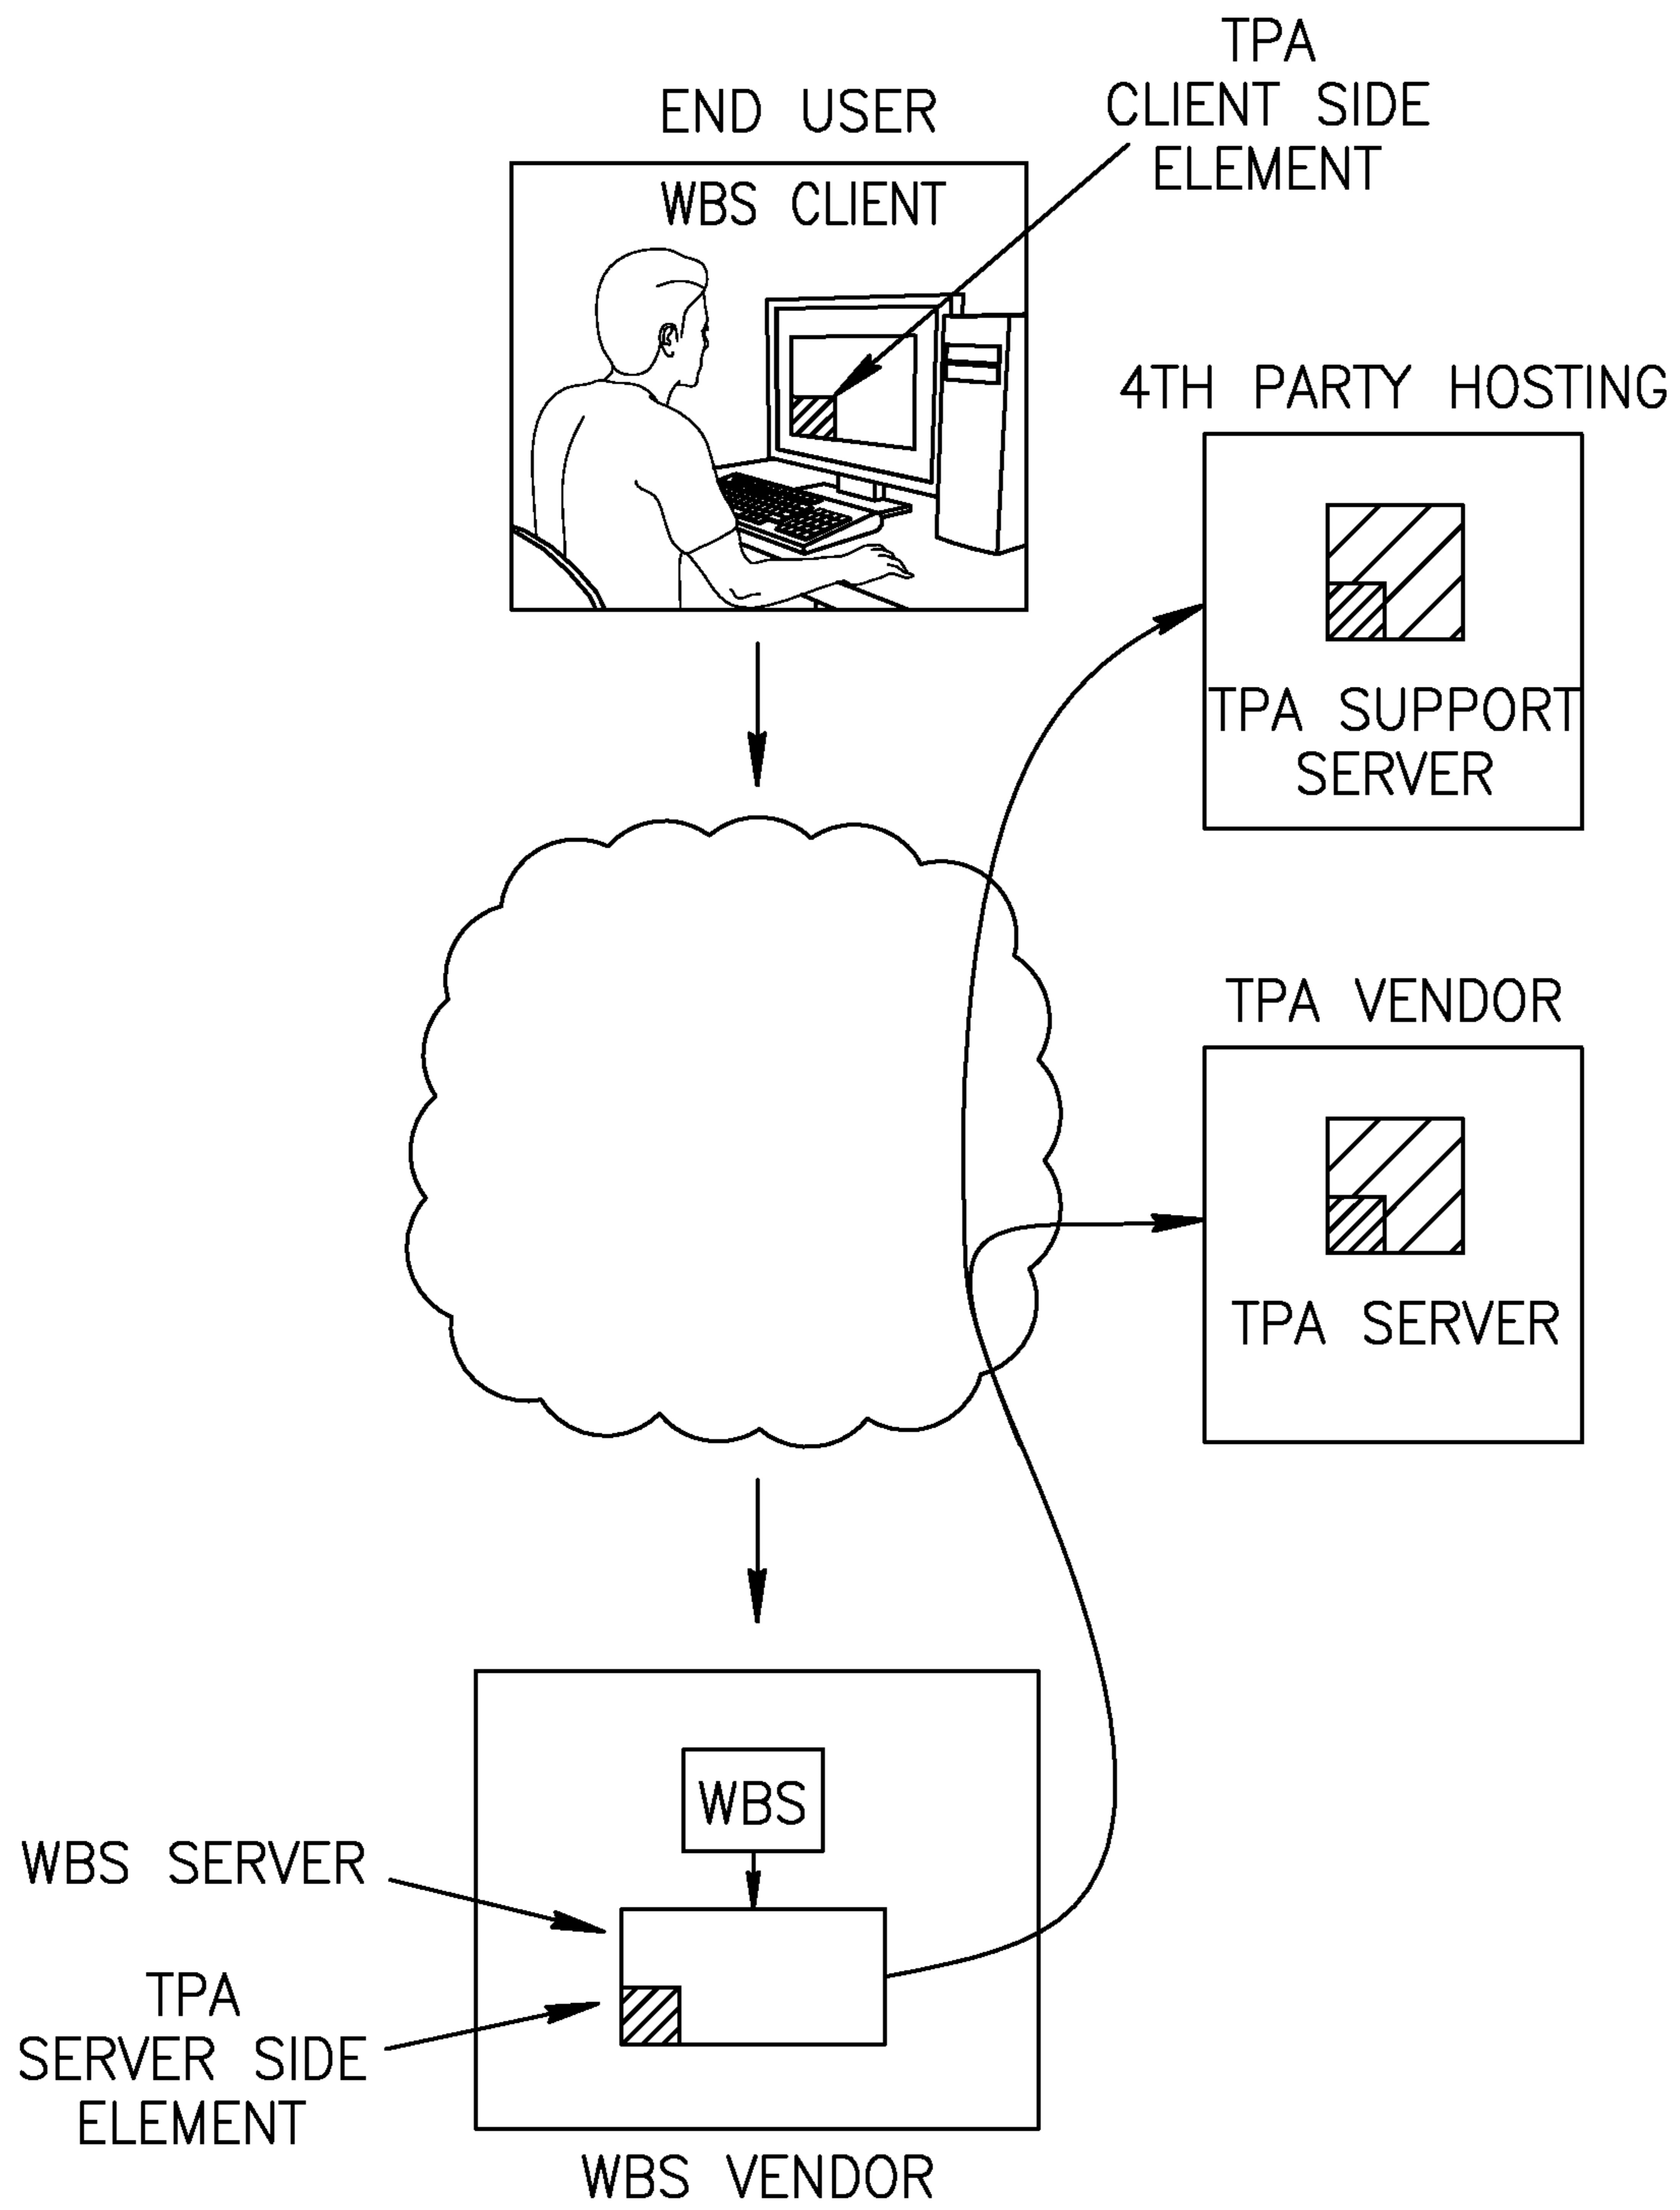 TPA
CLIENT SIDE
ELEMENT
END USER
WBS CLIENT
4TH PARTY HOSTING
TPA SUPPORT
SERVER
TPA VENDOR
TPA SERVER
WBS
WBS SERVER
TPA
SERVER SIDE
ELEMENT
WBS VENDOR